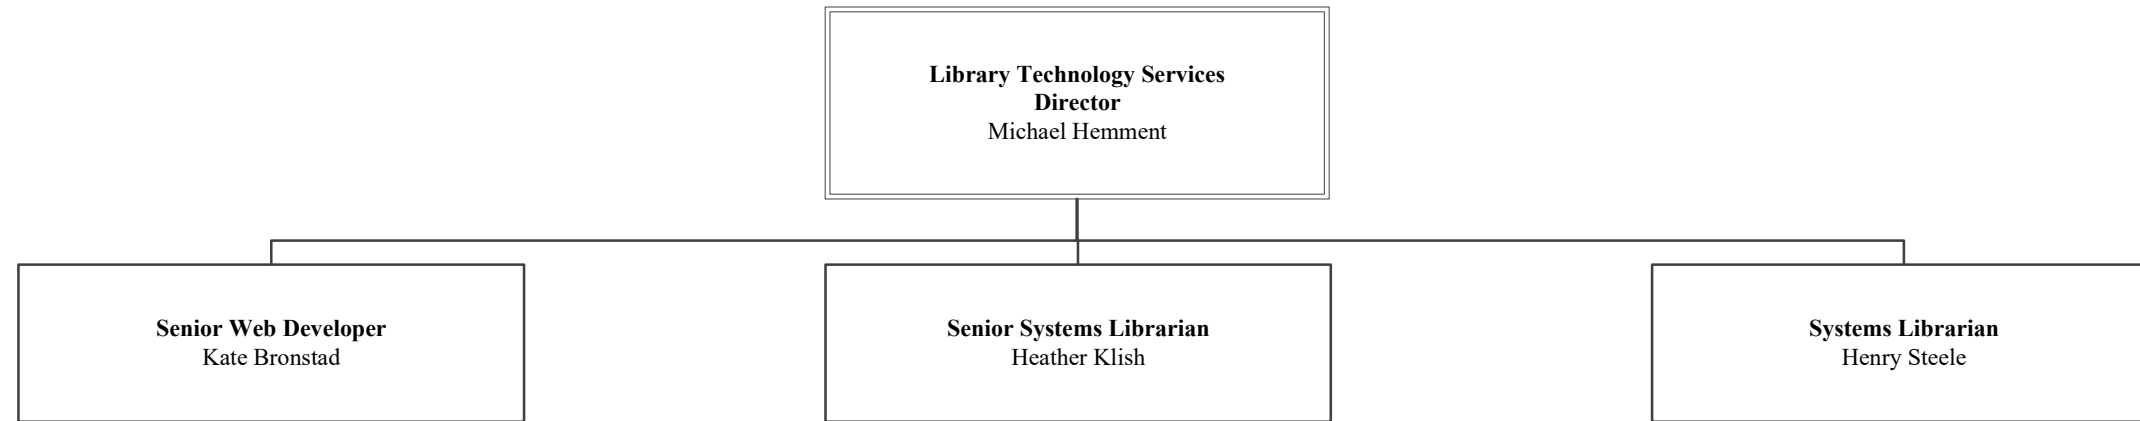 Library Technology Services
Director
Michael Hemment
Senior Web Developer
Kate Bronstad
Senior Systems Librarian
Heather Klish
Systems Librarian
Henry Steele